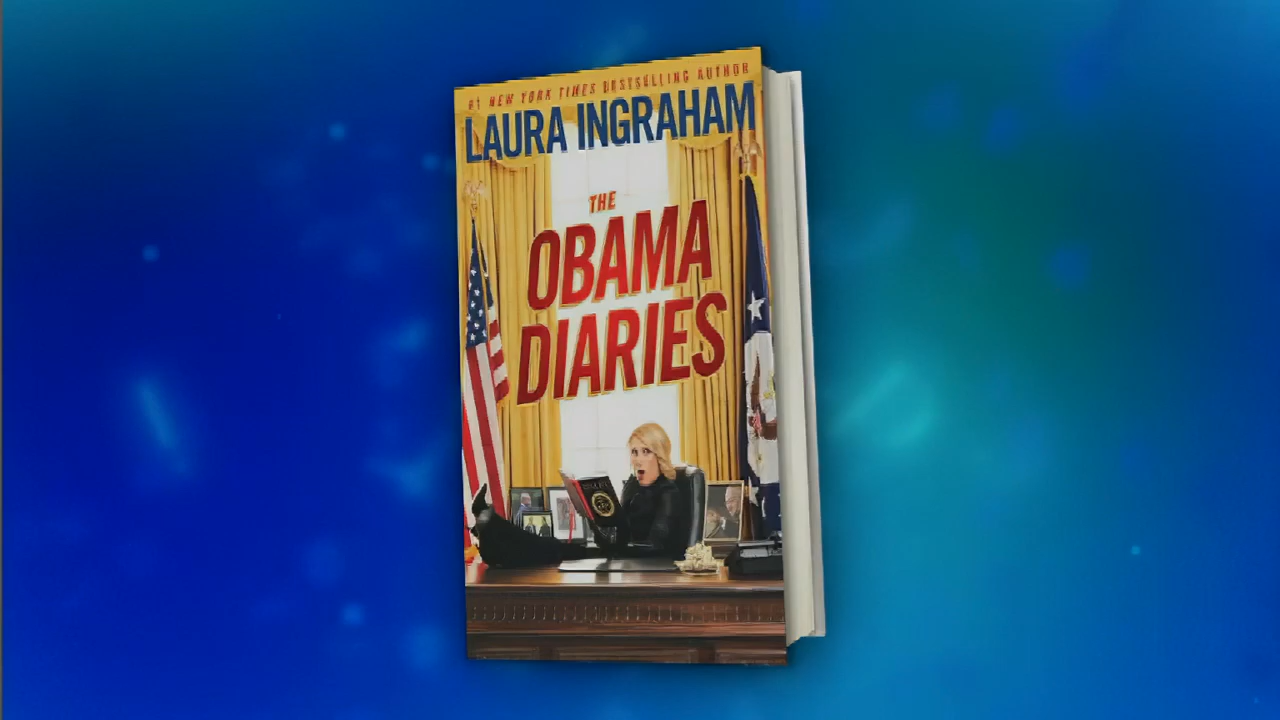 #1 NEW YORK TIMES BESTSELLING AUTHOR
LAURA INGRAHAM
THE
OBAMA
DIARIES